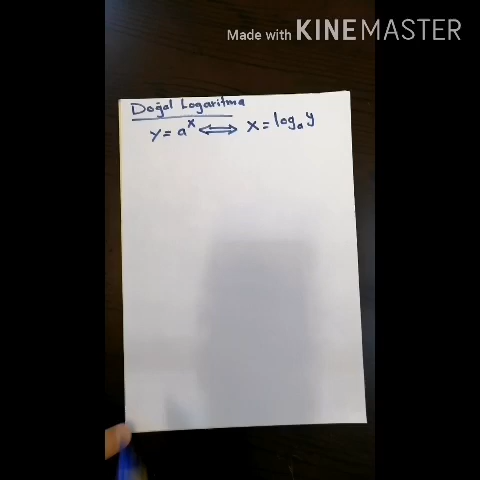 Made with KINEMASTER
Doğal Logaritma
y = a^x ⟺ x = log_a y